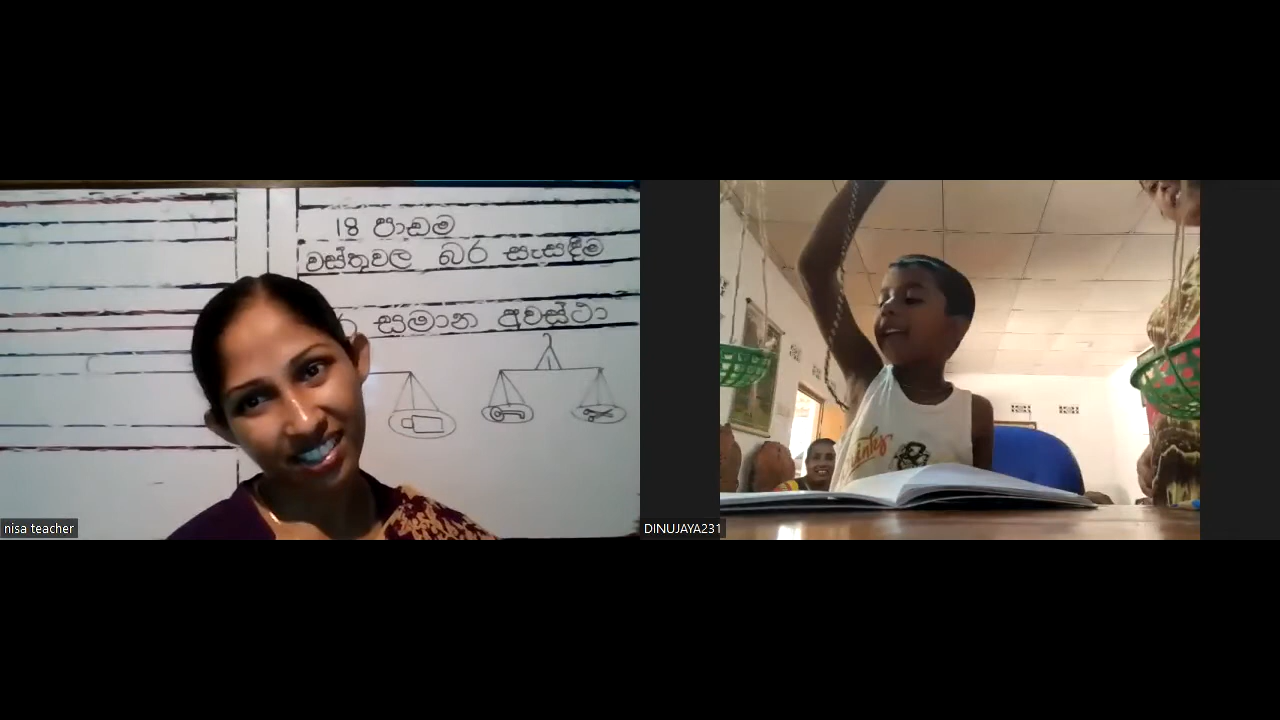 18 පාඩම
වස්තුවල බර සැසඳීම
සමාන අවස්ථා
nisa teacher
DINUJAYA231